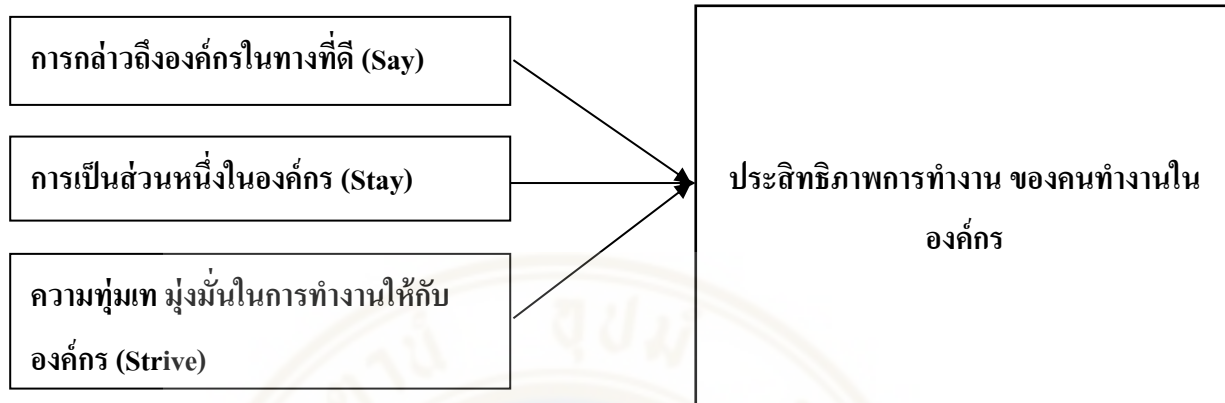 การกล่าวถึงองค์กรในทางที่ดี (Say)
การเป็นส่วนหนึ่งในองค์กร (Stay)
ความทุ่มเท มุ่งมั่นในการทำงานให้กับ
องค์กร (Strive)
ประสิทธิภาพการทำงาน ของคนทำงานใน
องค์กร